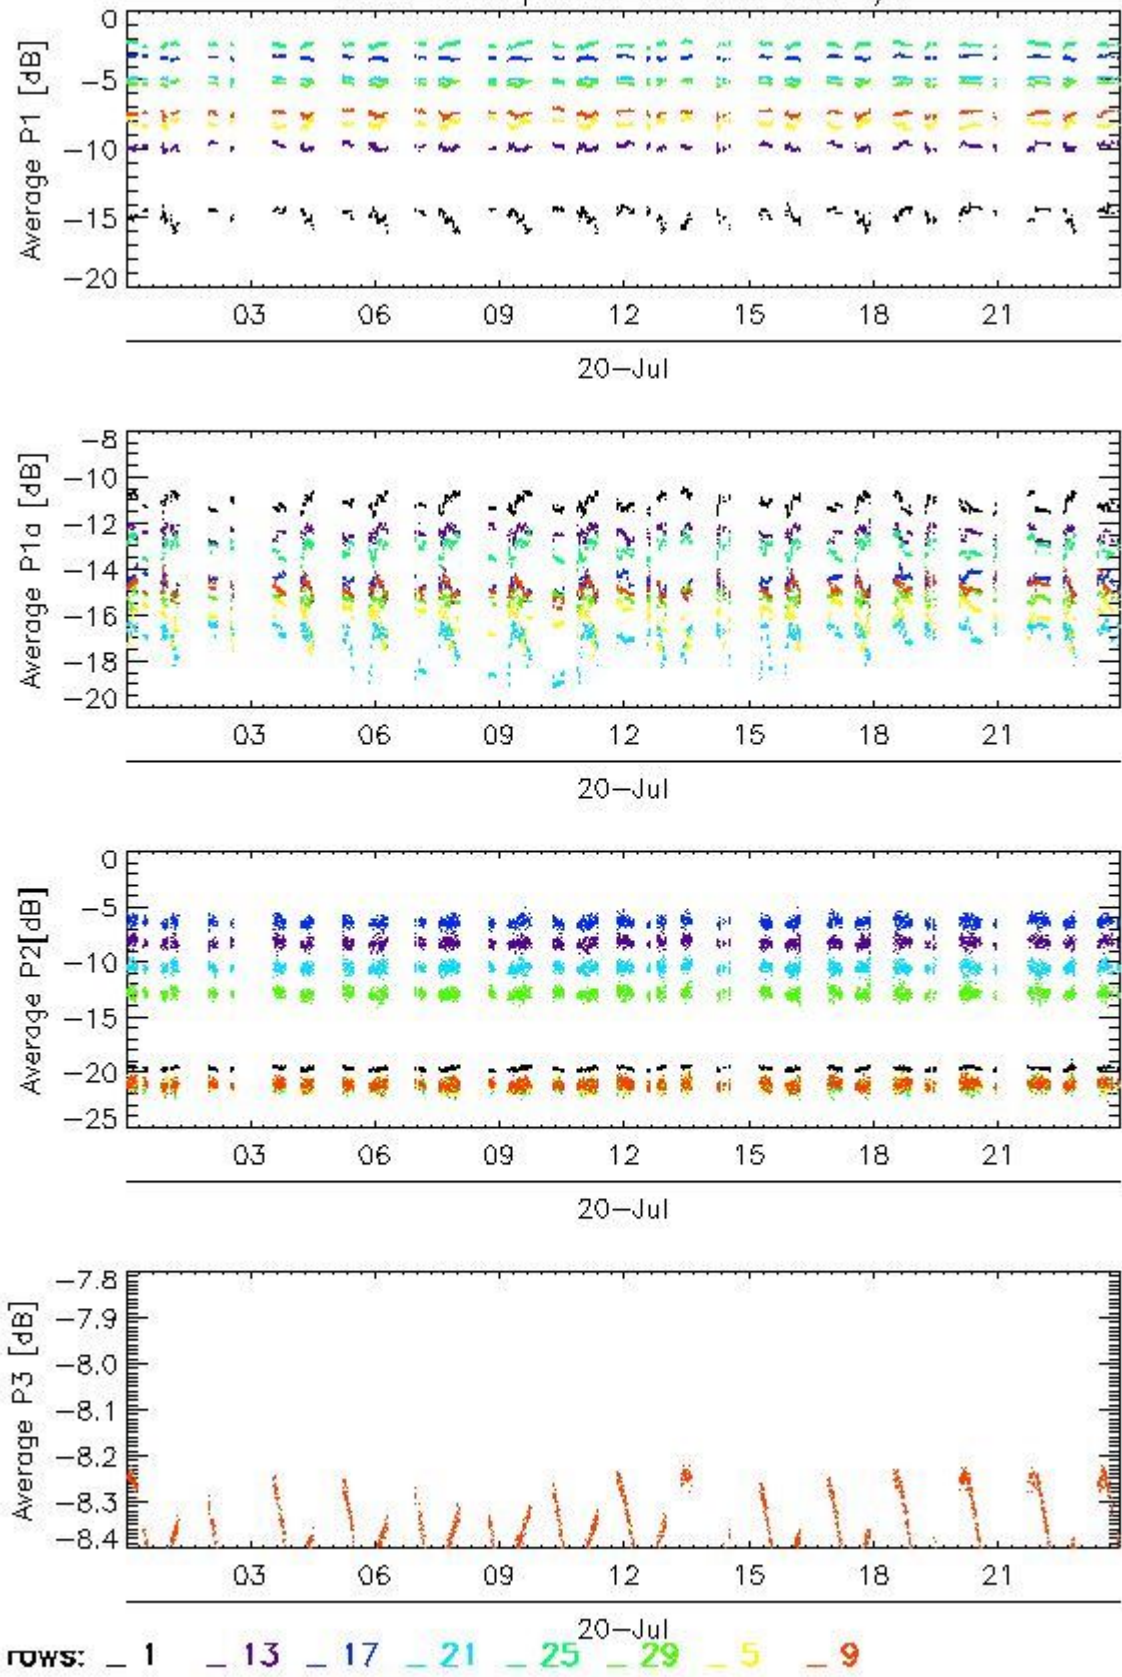 0
-5
-10
-15
-20
Average P1 [dB]
03 06 09 12 15 18 21
20-Jul
-8
-10
-12
-14
-16
-18
-20
Average P1a [dB]
03 06 09 12 15 18 21
20-Jul
0
-5
-10
-15
-20
-25
Average P2[dB]
03 06 09 12 15 18 21
20-Jul
-7.8
-7.9
-8.0
-8.1
-8.2
-8.3
-8.4
Average P3 [dB]
03 06 09 12 15 18 21
20-Jul
rows: _ 1 _ 13 _ 17 _ 21 _ 25 _ 29 _ 5 _ 9